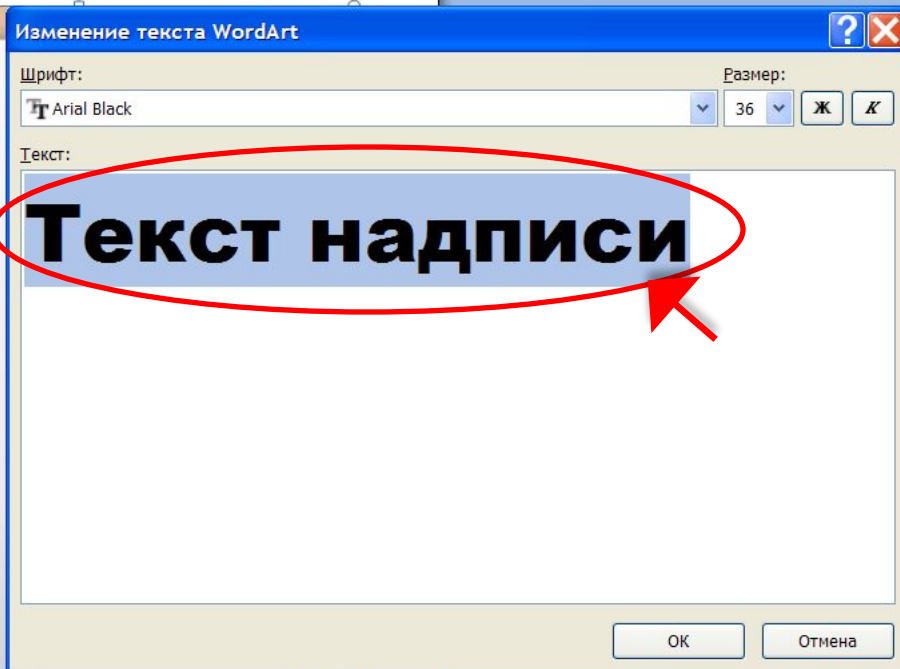 Изменение текста WordArt
Шрифт:
Размер:
Arial Black
36
Ж
К
Текст:
Текст надписи
ОК
Отмена